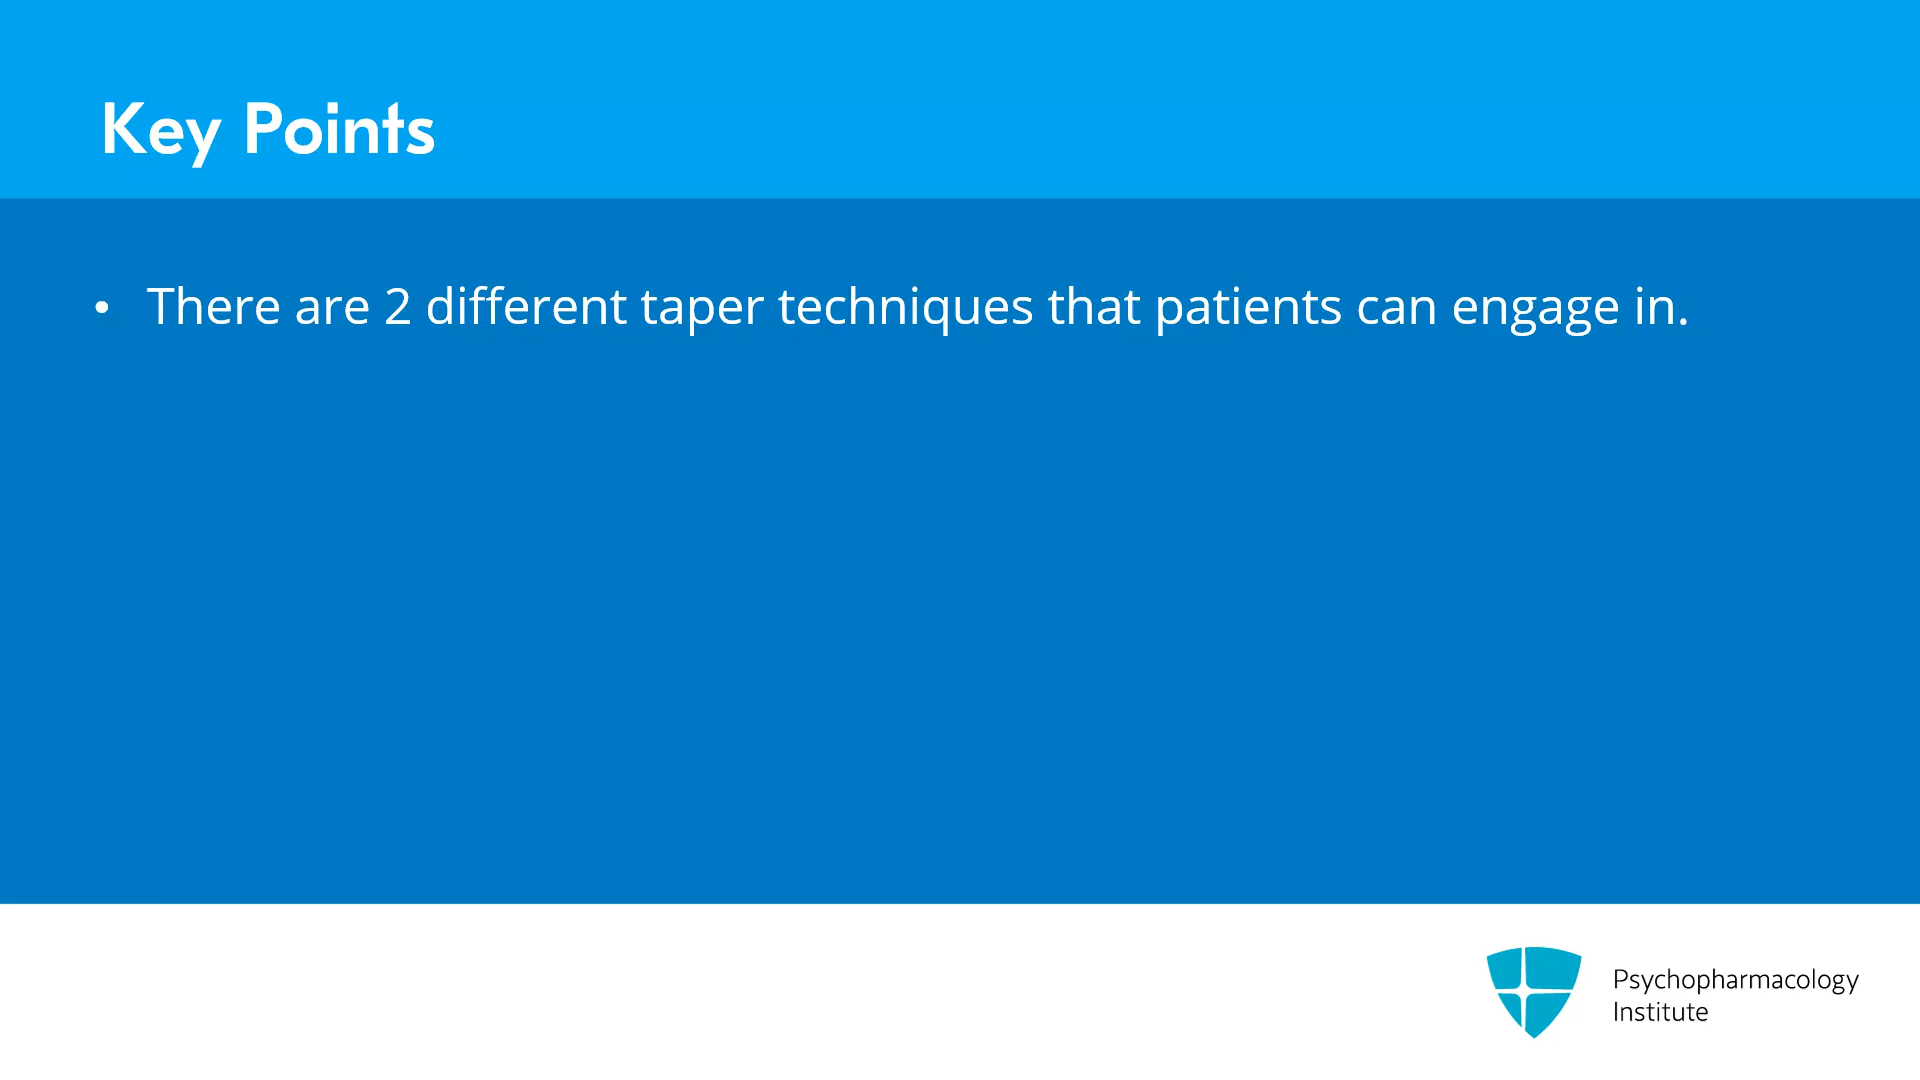 Key Points
• There are 2 different taper techniques that patients can engage in.
Psychopharmacology
Institute